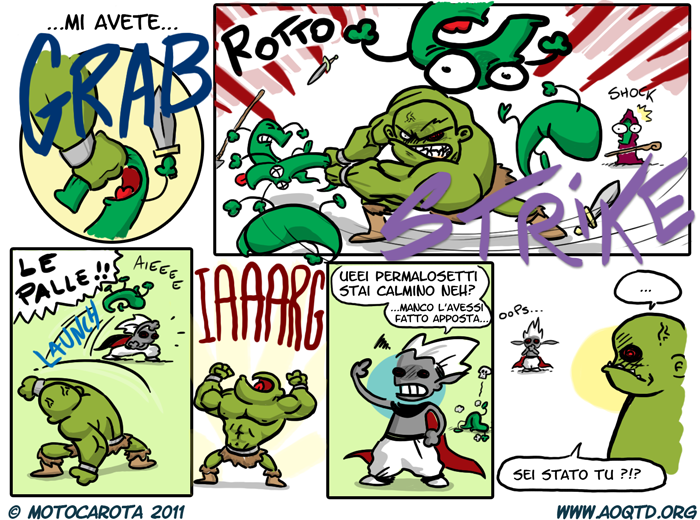 ...MI AVETE...
GRAB
ROTTO
SHOCK
STRIKE
LE
PALLE!!
AIEEEE
LAUNCH
IAAARG
UEEI PERMALOSETTI
STAI CALMINO NEH?
...MANCO L'AVESSI
FATTO APPOSTA...
OOPS...
...
SEI STATO TU ?!?
© MOTOCAROTA 2011
WWW.AOQTD.ORG